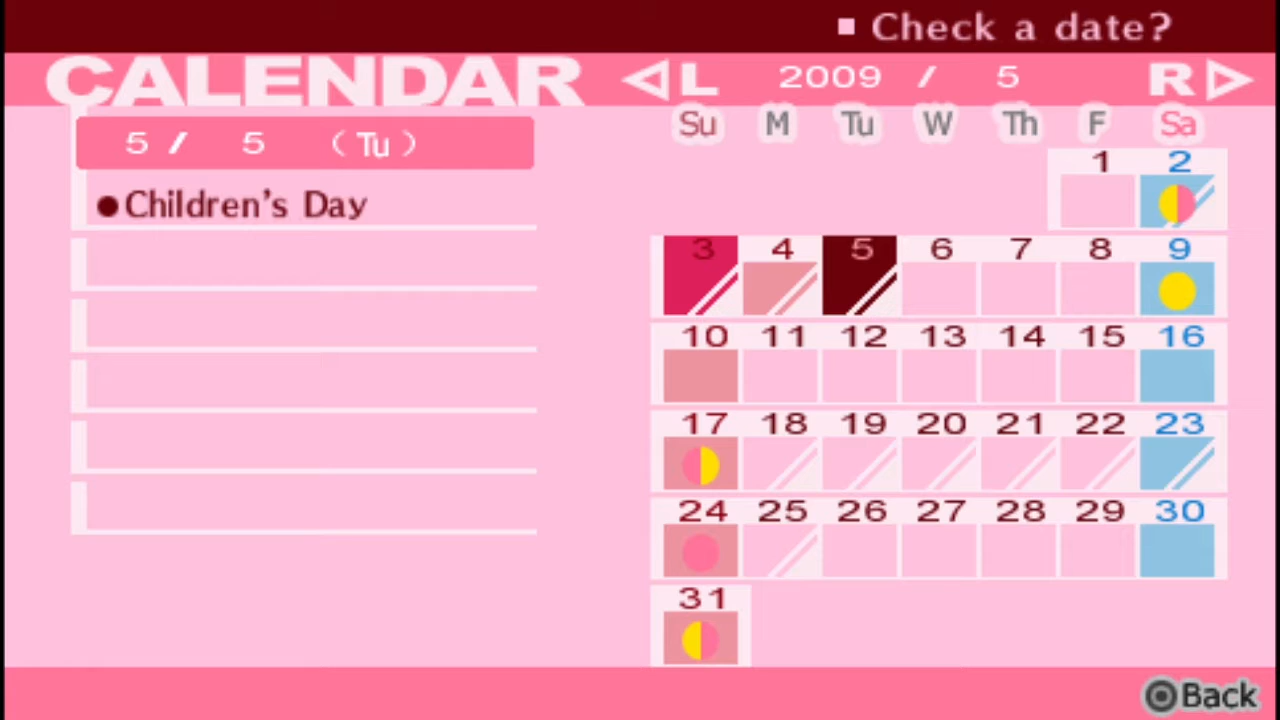 Check a date?
CALENDAR
L 2009 / 5 R
5 / 5 (Tu)
Children's Day
Su M Tu W Th F Sa
1 2
3 4 5 6 7 8 9
10 11 12 13 14 15 16
17 18 19 20 21 22 23
24 25 26 27 28 29 30
31
Back